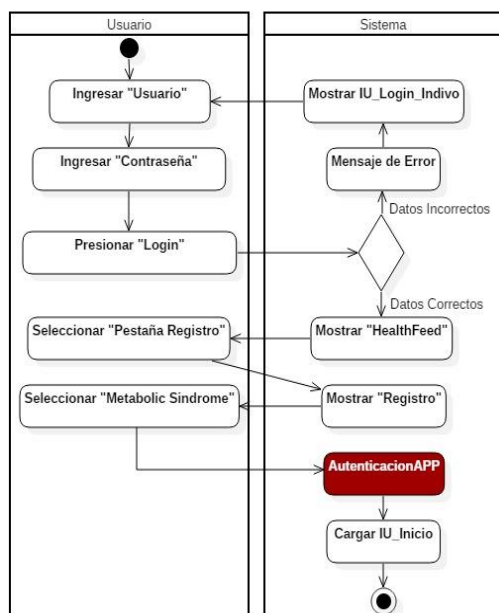 Usuario
Sistema
Ingresar "Usuario"
Mostrar IU_Login_Indivo
Ingresar "Contraseña"
Mensaje de Error
Datos Incorrectos
Presionar "Login"
Datos Correctos
Seleccionar "Pestaña Registro"
Mostrar "HealthFeed"
Seleccionar "Metabolic Sindrome"
Mostrar "Registro"
AutenticacionAPP
Cargar IU_Inicio